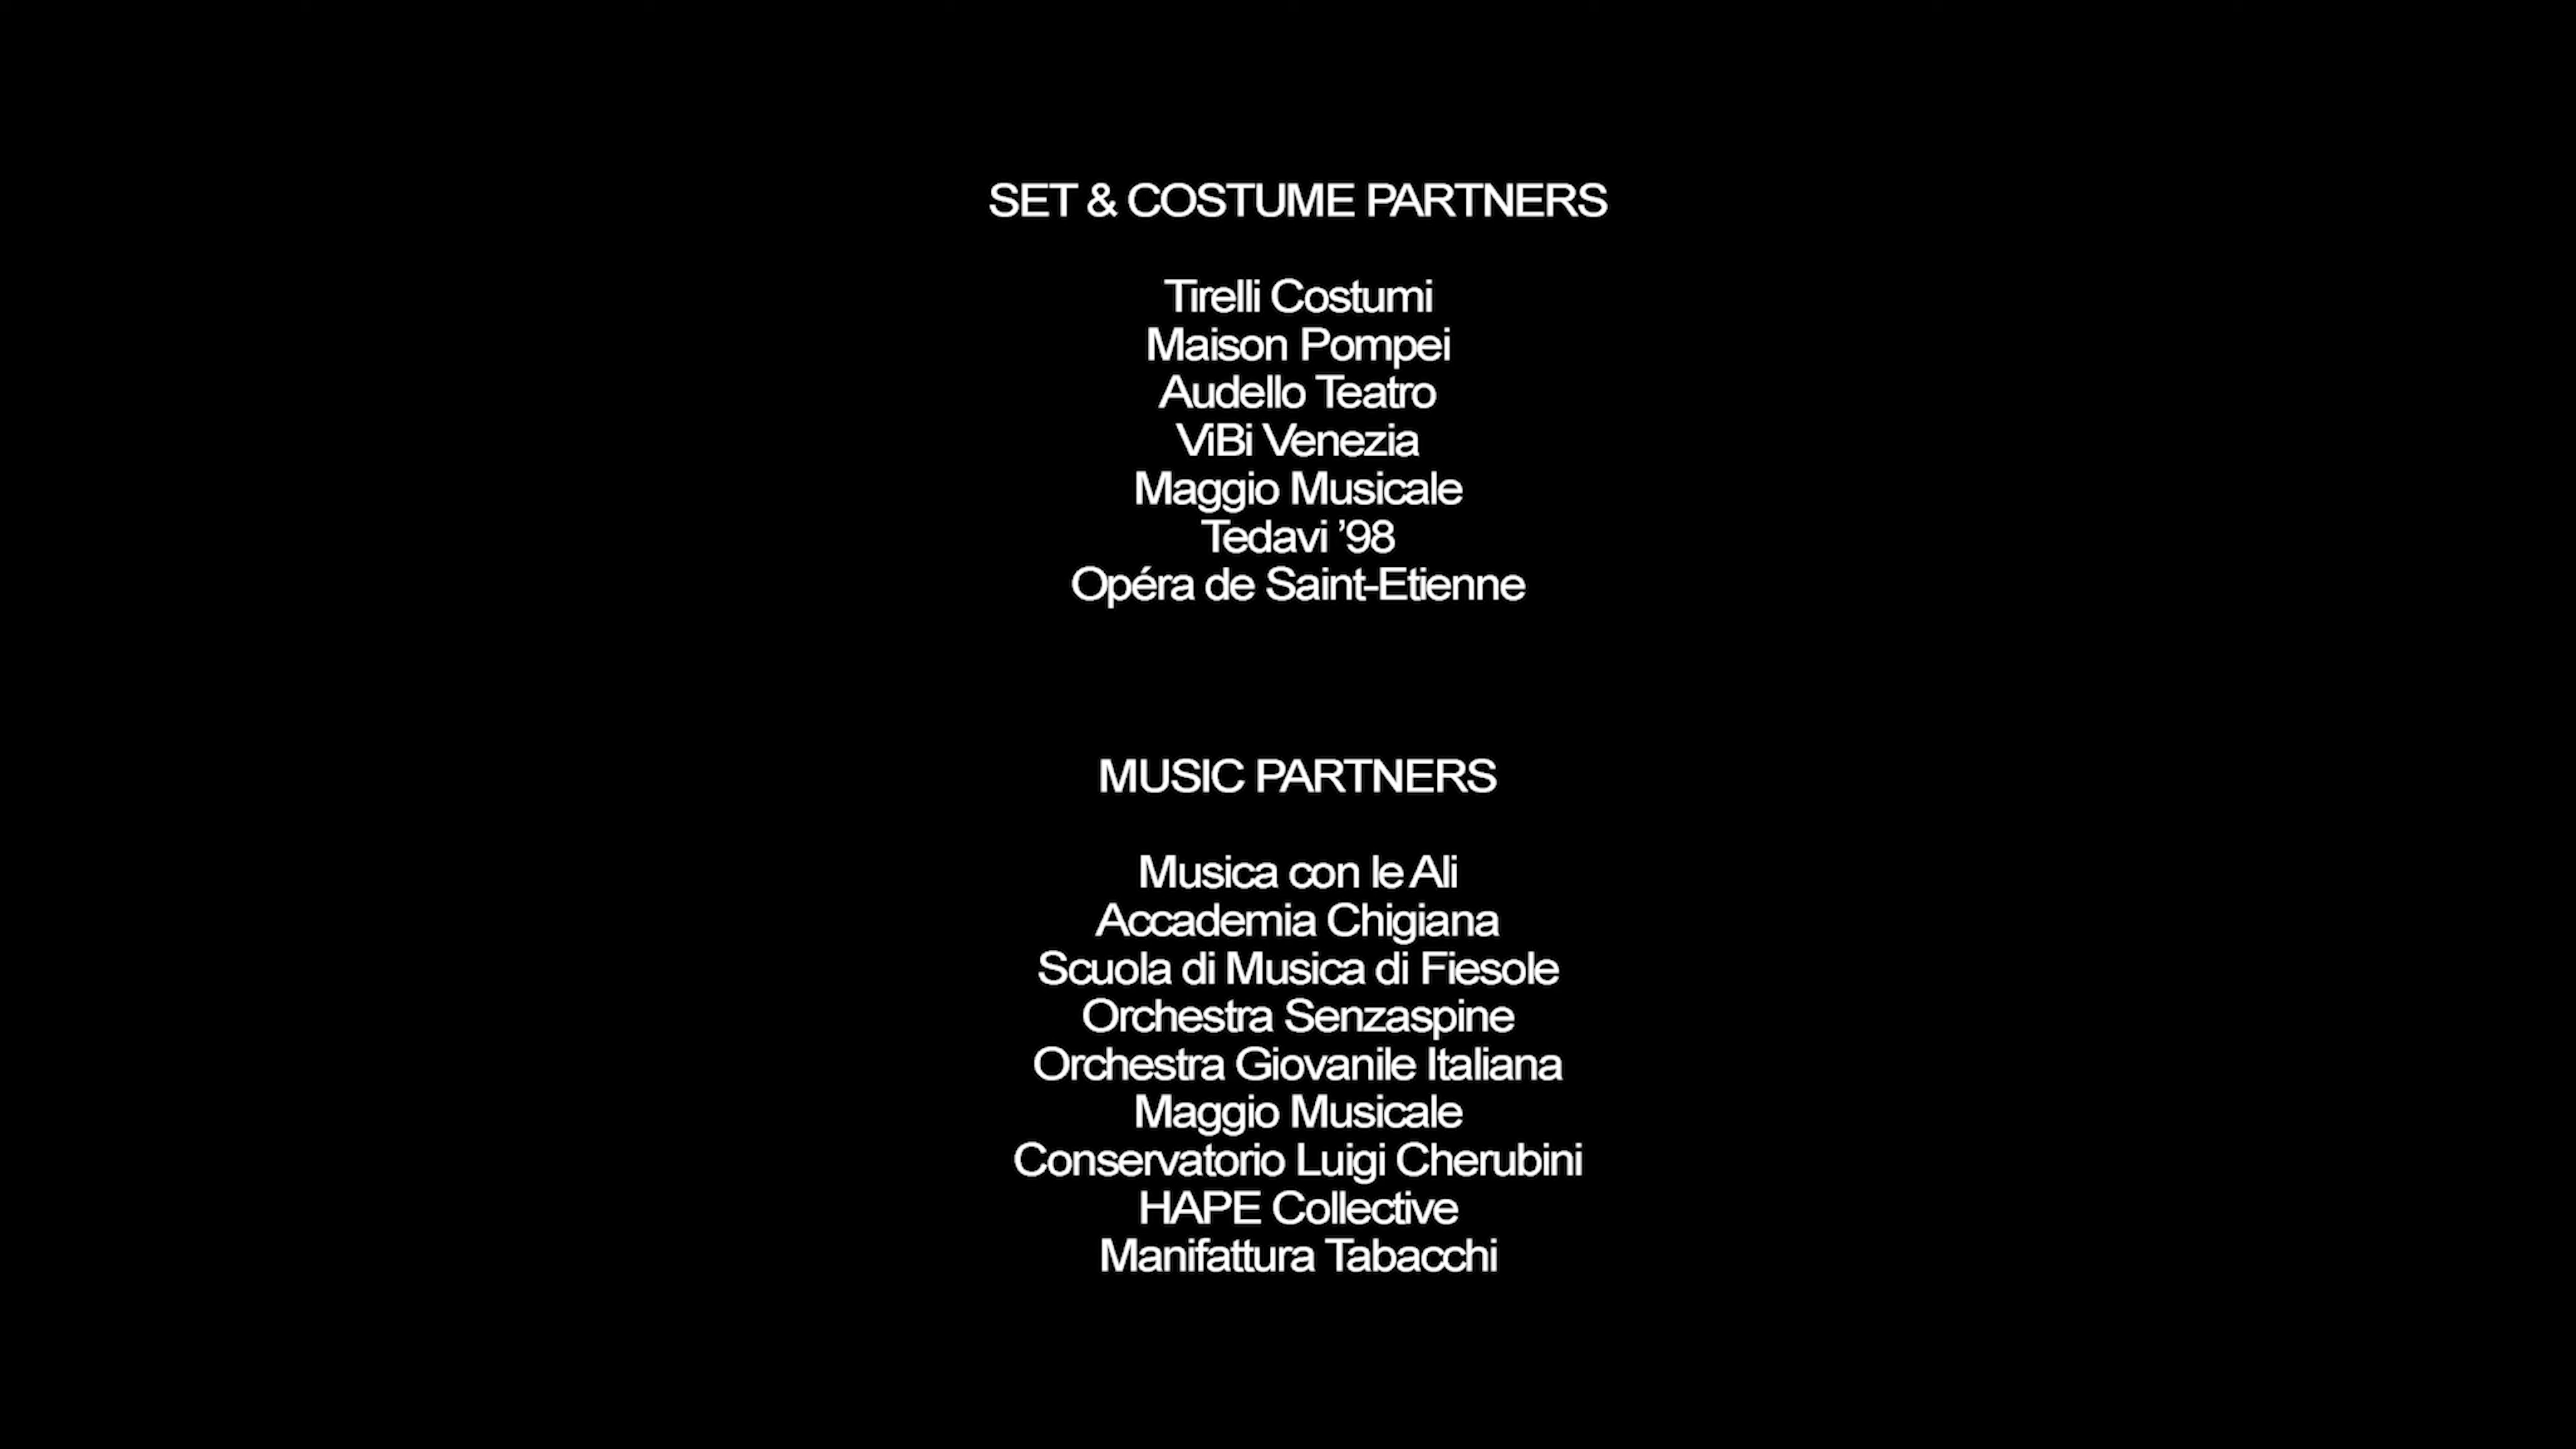 SET & COSTUME PARTNERS
Tirelli Costumi
Maison Pompei
Audello Teatro
ViBi Venezia
Maggio Musicale
Tedavi ’98
Opéra de Saint-Etienne
MUSIC PARTNERS
Musica con le Ali
Accademia Chigiana
Scuola di Musica di Fiesole
Orchestra Senzaspine
Orchestra Giovanile Italiana
Maggio Musicale
Conservatorio Luigi Cherubini
HAPE Collective
Manifattura Tabacchi